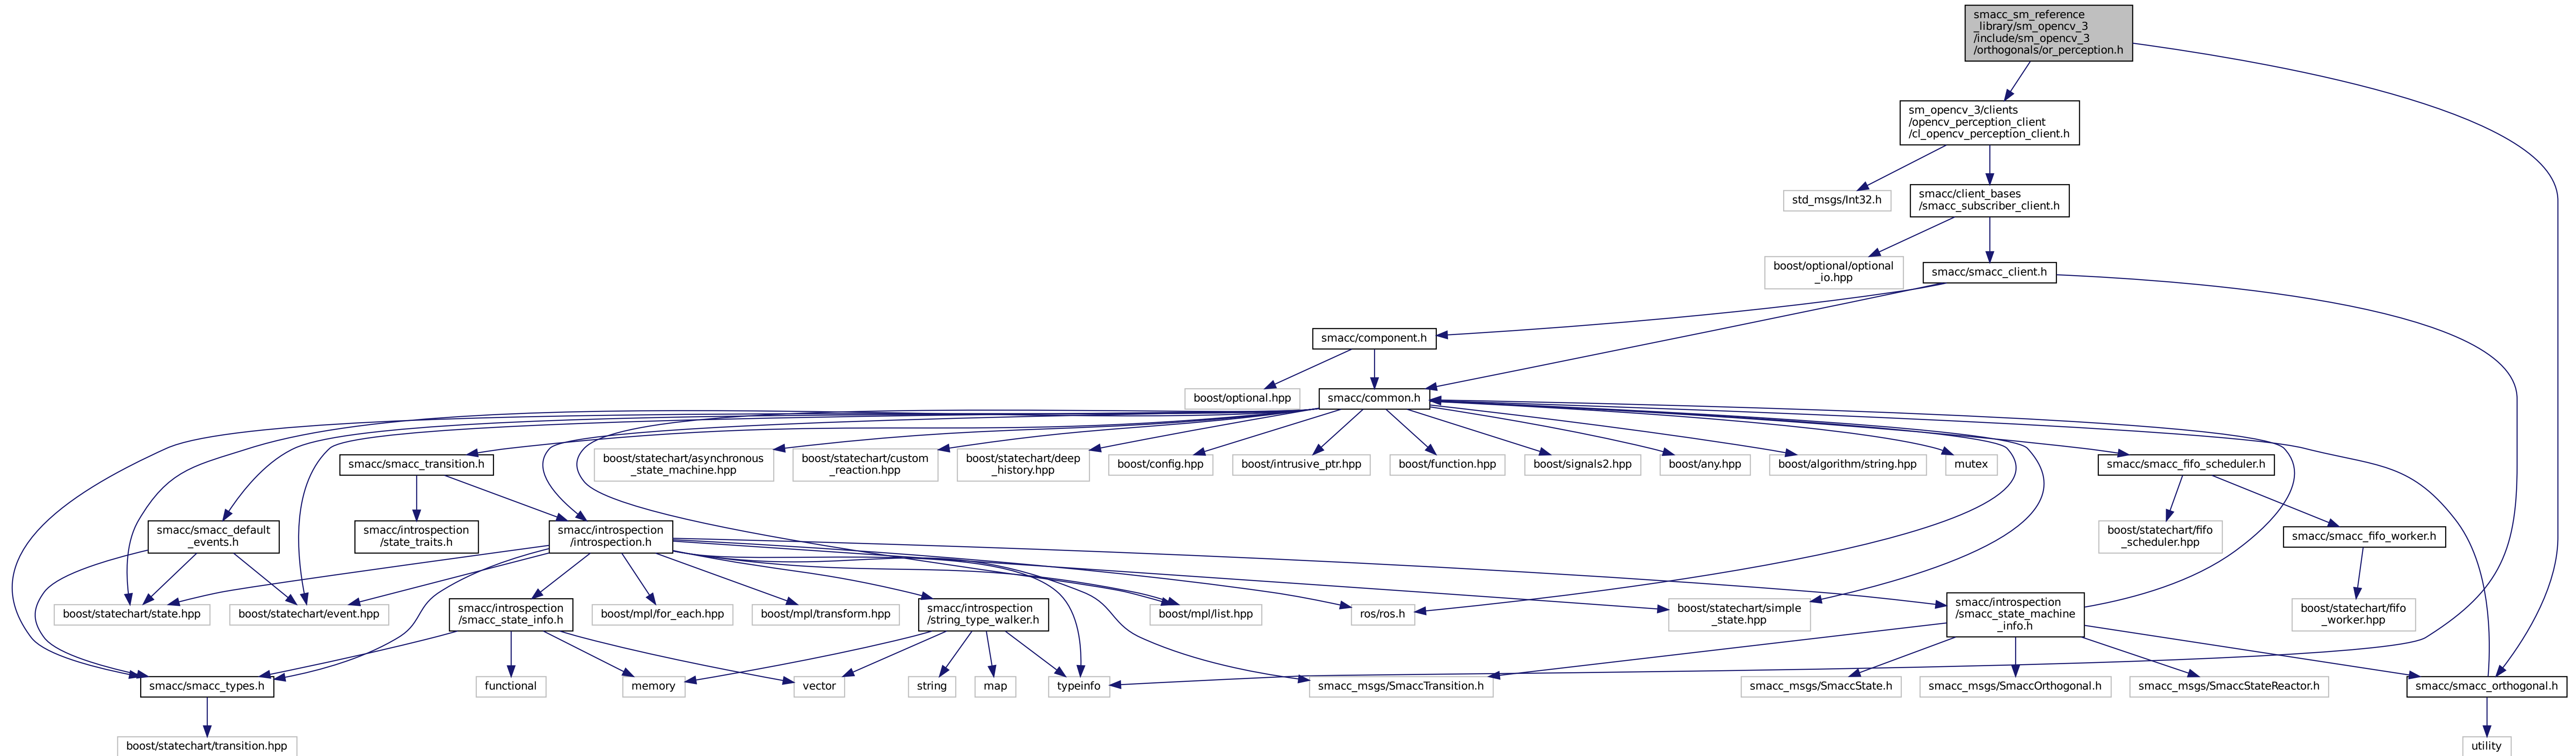 smacc_sm_reference
_library/sm_opencv_3
/include/sm_opencv_3
/orthogonals/or_perception.h
sm_opencv_3/clients
/opencv_perception_client
/cl_opencv_perception_client.h
std_msgs/Int32.h
smacc/client_bases
/smacc_subscriber_client.h
boost/optional/optional
_io.hpp
smacc/smacc_client.h
smacc/component.h
boost/optional.hpp
smacc/common.h
smacc/smacc_transition.h
boost/statechart/asynchronous
_state_machine.hpp
boost/statechart/custom
_reaction.hpp
boost/statechart/deep
_history.hpp
boost/config.hpp
boost/intrusive_ptr.hpp
boost/function.hpp
boost/signals2.hpp
boost/any.hpp
boost/algorithm/string.hpp
mutex
smacc/smacc_fifo_scheduler.h
smacc/smacc_default
_events.h
smacc/introspection
/state_traits.h
smacc/introspection
/introspection.h
boost/statechart/fifo
_scheduler.hpp
smacc/smacc_fifo_worker.h
boost/statechart/state.hpp
boost/statechart/event.hpp
smacc/introspection
/smacc_state_info.h
boost/mpl/for_each.hpp
boost/mpl/transform.hpp
smacc/introspection
/string_type_walker.h
boost/mpl/list.hpp
ros/ros.h
boost/statechart/simple
_state.hpp
smacc/introspection
/smacc_state_machine
_info.h
boost/statechart/fifo
_worker.hpp
smacc/smacc_types.h
functional
memory
vector
string
map
typeinfo
smacc_msgs/SmaccTransition.h
smacc_msgs/SmaccState.h
smacc_msgs/SmaccOrthogonal.h
smacc_msgs/SmaccStateReactor.h
smacc/smacc_orthogonal.h
boost/statechart/transition.hpp
utility